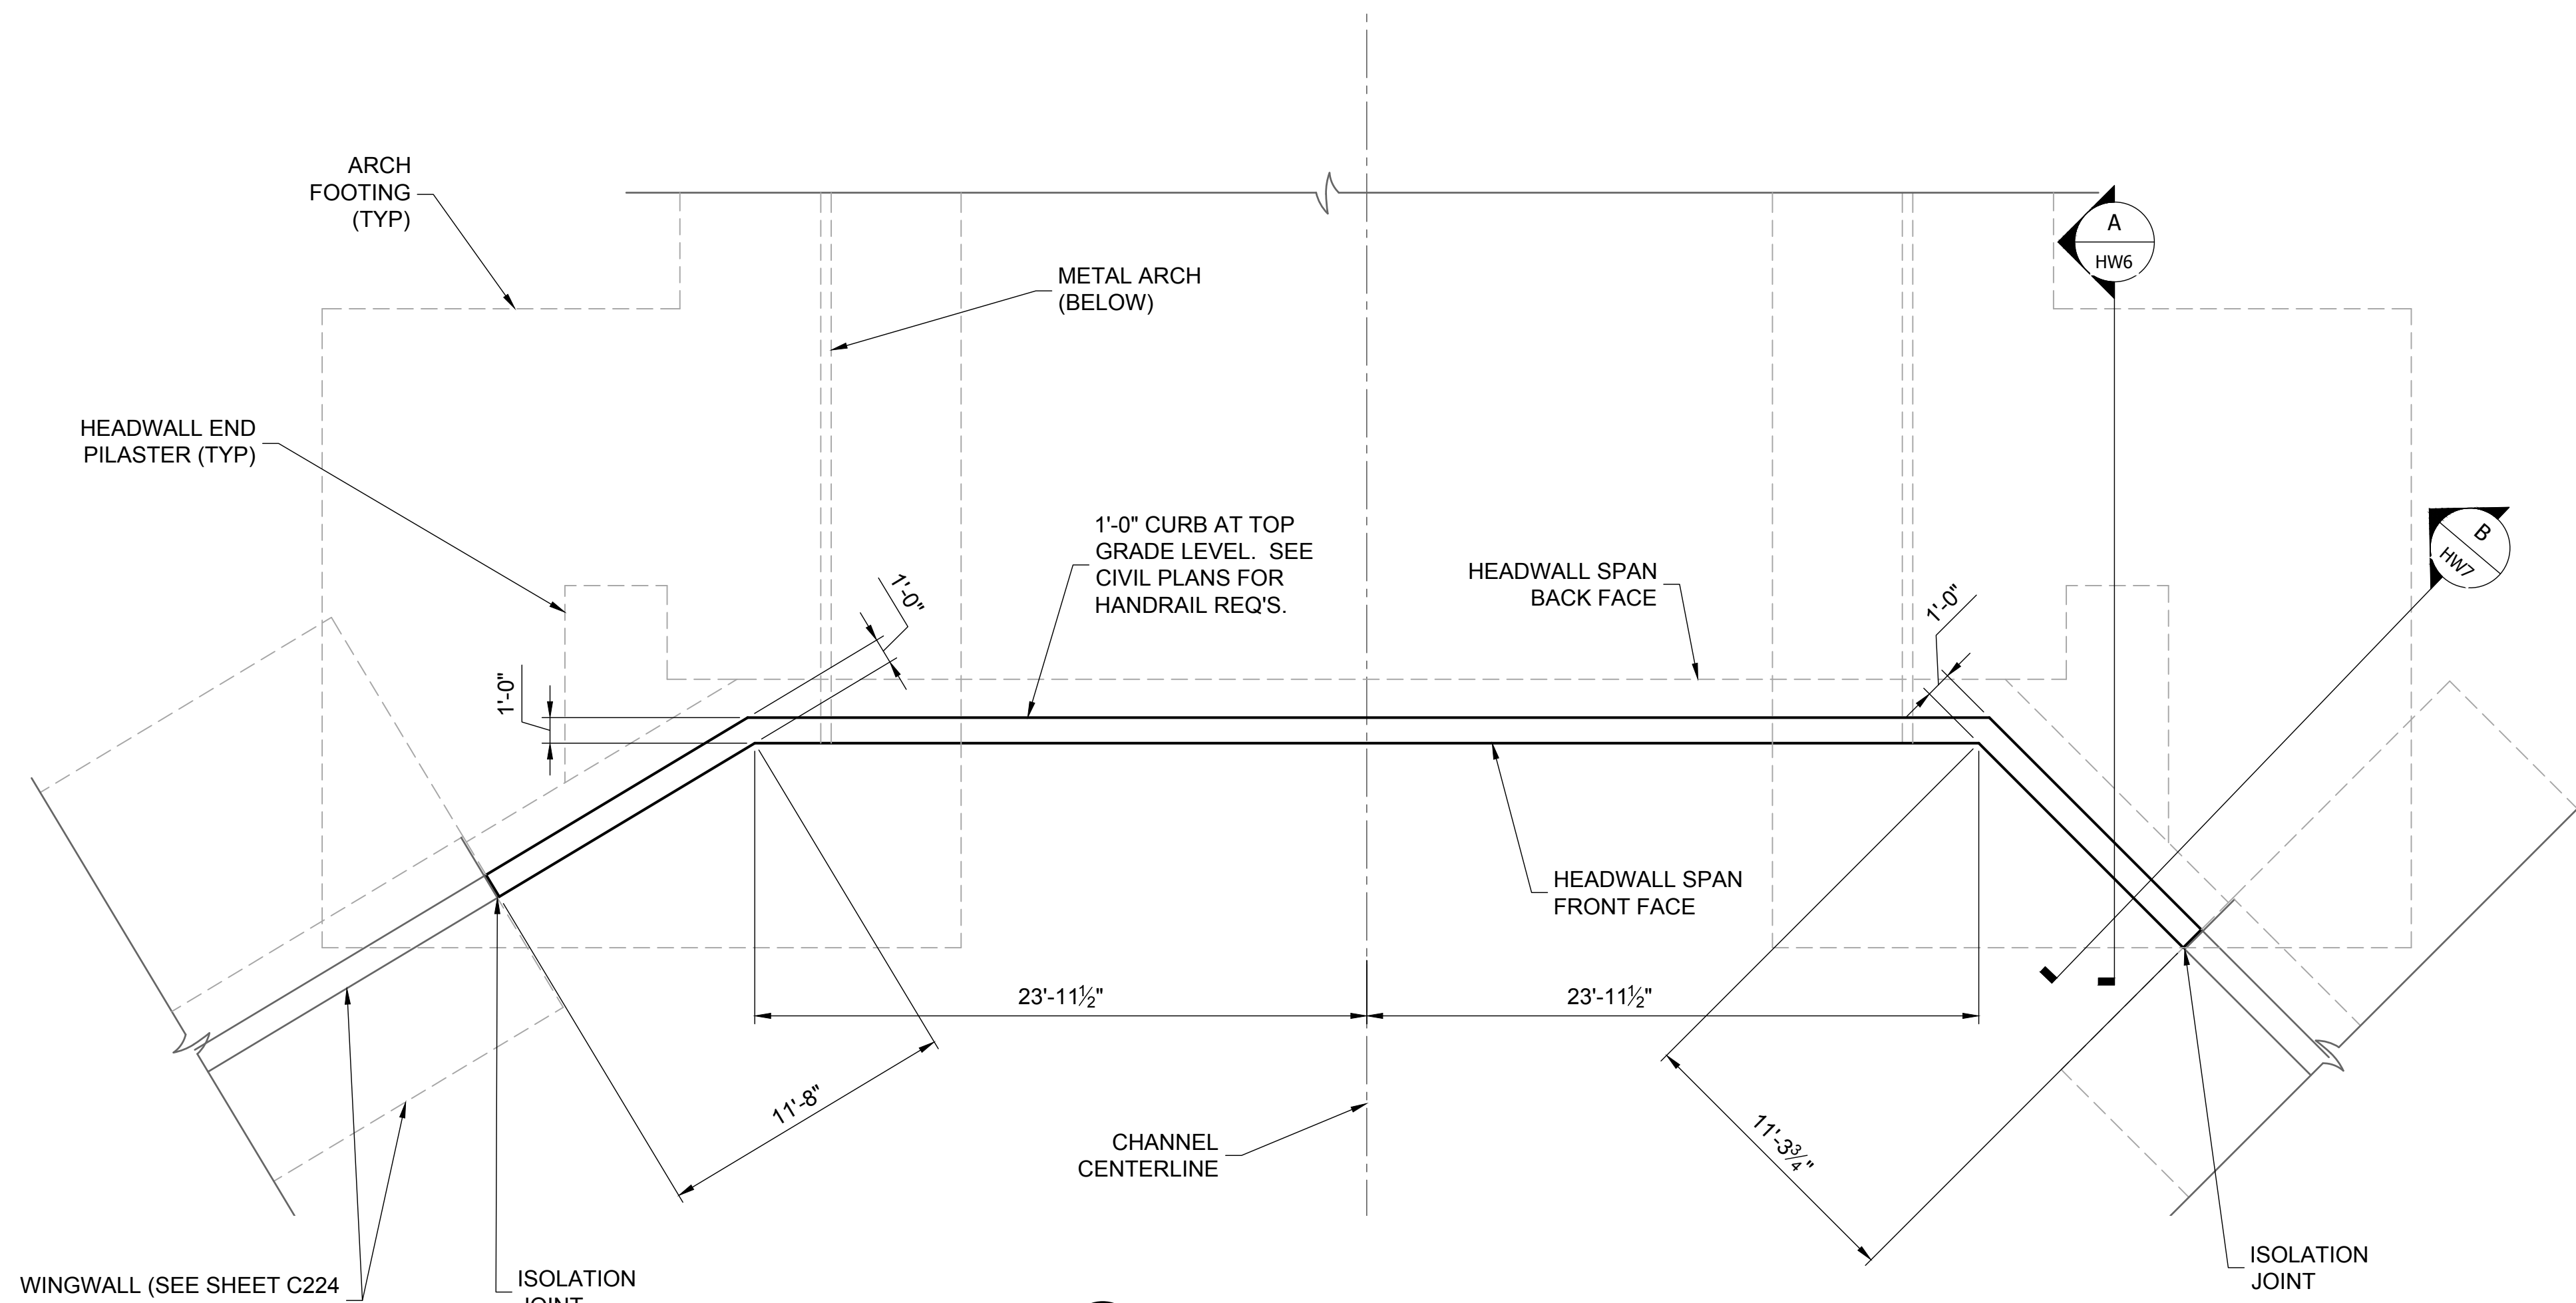 ARCH
FOOTING
(TYP)
A
HW6
METAL ARCH
(BELOW)
HEADWALL END
PILASTER (TYP)
1'-0" CURB AT TOP
GRADE LEVEL.  SEE
CIVIL PLANS FOR
HANDRAIL REQ'S.
HEADWALL SPAN
BACK FACE
B
HW7
1'-0"
1'-0"
1'-0"
HEADWALL SPAN
FRONT FACE
23'-11½"
23'-11½"
11'-8"
11'-3¾"
CHANNEL
CENTERLINE
WINGWALL (SEE SHEET C224
ISOLATION
JOINT
ISOLATION
JOINT